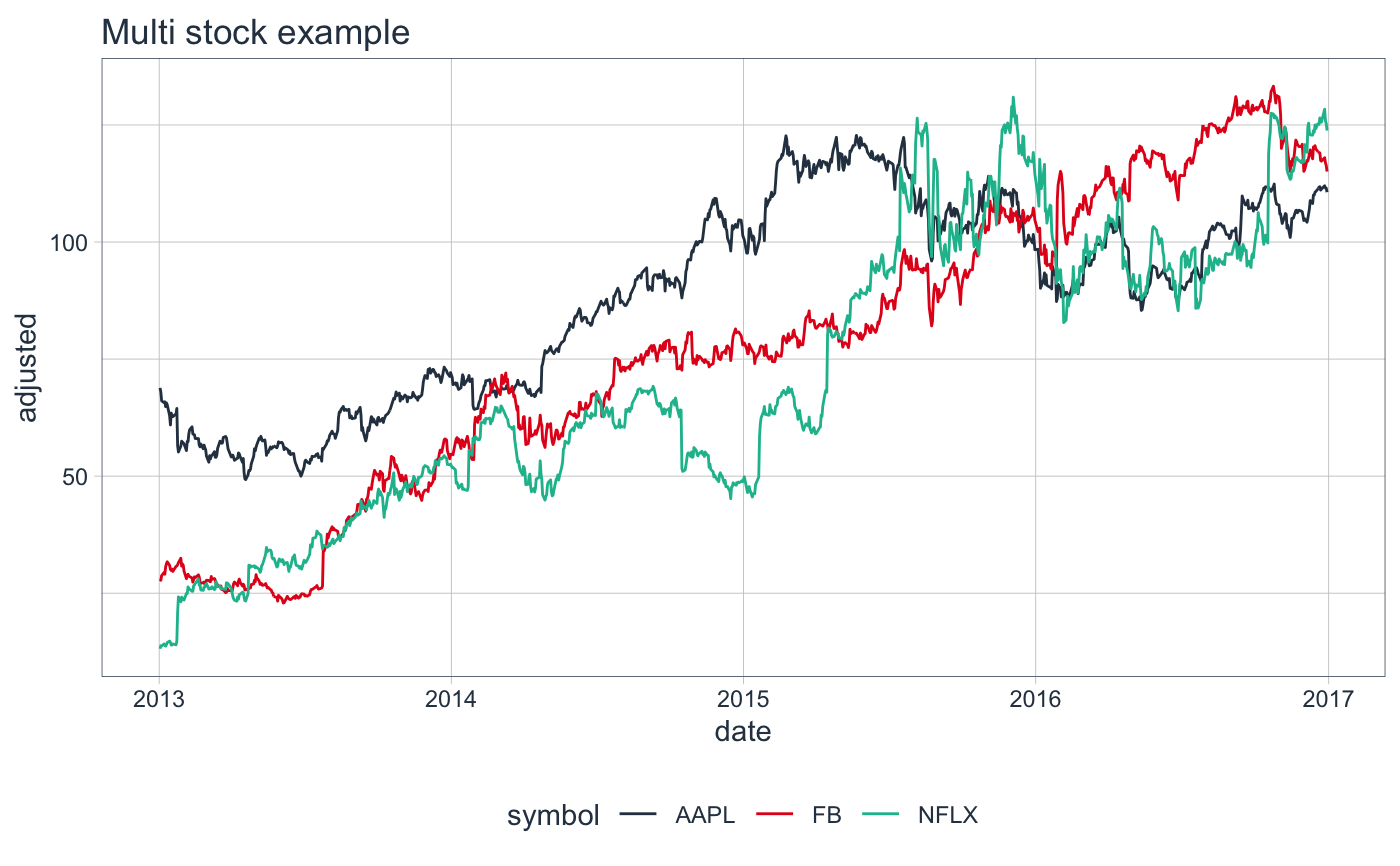 Multi stock example
adjusted
100
50
2013 2014 2015 2016 2017
date
symbol AAPL FB NFLX